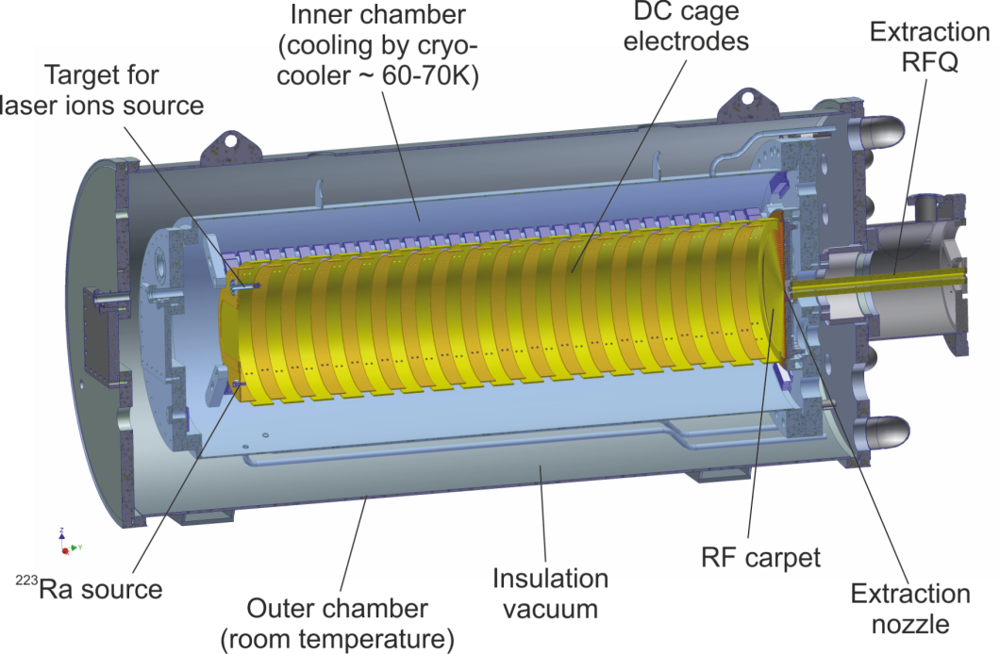 Inner chamber
(cooling by cryo-
cooler ~ 60-70K)
DC cage
electrodes
Extraction
RFQ
Target for
laser ions source
²²³Ra source
Outer chamber
(room temperature)
Insulation
vacuum
RF carpet
Extraction
nozzle
Z
Y